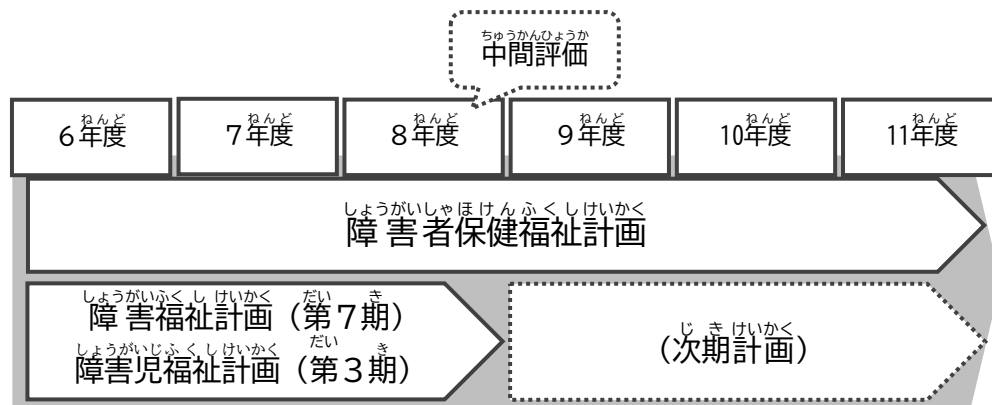 ちゅうかんひょうか
中間評価
ねんど ねんど ねんど ねんど ねんど ねんど
６年度 ７年度 ８年度 ９年度 10年度 11年度
しょうがいしゃほけんふくしけいかく
障害者保健福祉計画
しょうがいふくしけいかく だい き
障害福祉計画（第７期）
しょうがいじふくしけいかく だい き
障害児福祉計画（第３期）
じきけいかく
（次期計画）